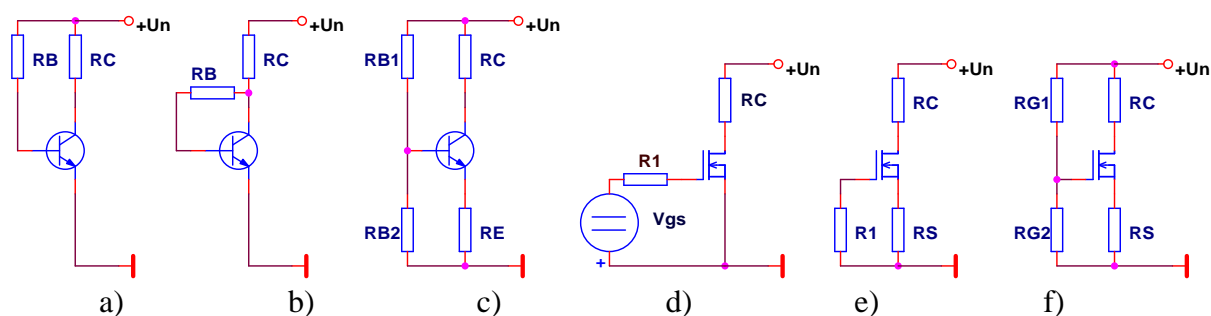 +Un
RB
RC
a)
+Un
RC
RB
b)
+Un
RB1
RC
RB2
RE
c)
+Un
RC
R1
Vgs
+
d)
+Un
RC
R1
RS
e)
+Un
RG1
RC
RG2
RS
f)